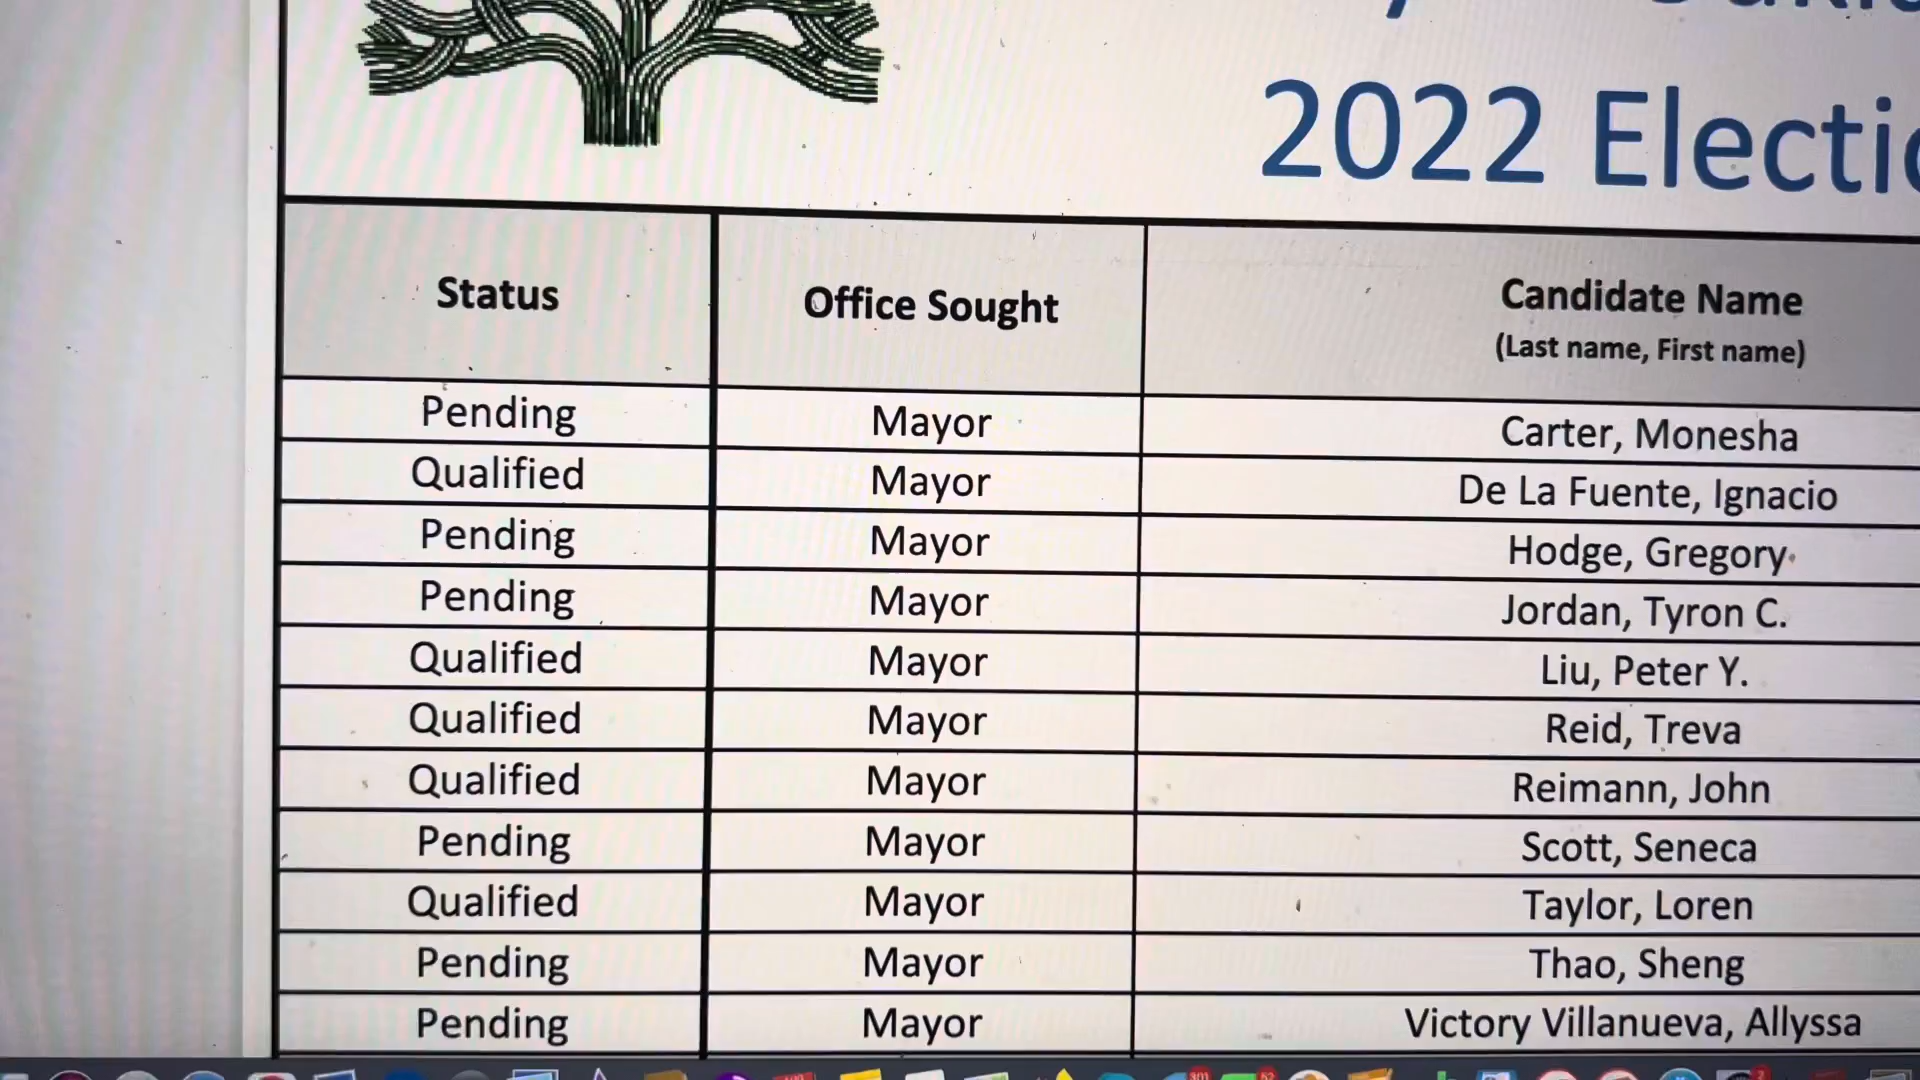 2022
Status Office Sought Candidate Name
(Last name, First name)
Pending Mayor Carter, Monesha
Qualified Mayor De La Fuente, Ignacio
Pending Mayor Hodge, Gregory
Pending Mayor Jordan, Tyron C.
Qualified Mayor Liu, Peter Y.
Qualified Mayor Reid, Treva
Qualified Mayor Reimann, John
Pending Mayor Scott, Seneca
Qualified Mayor Taylor, Loren
Pending Mayor Thao, Sheng
Pending Mayor Victory Villanueva, Allyssa